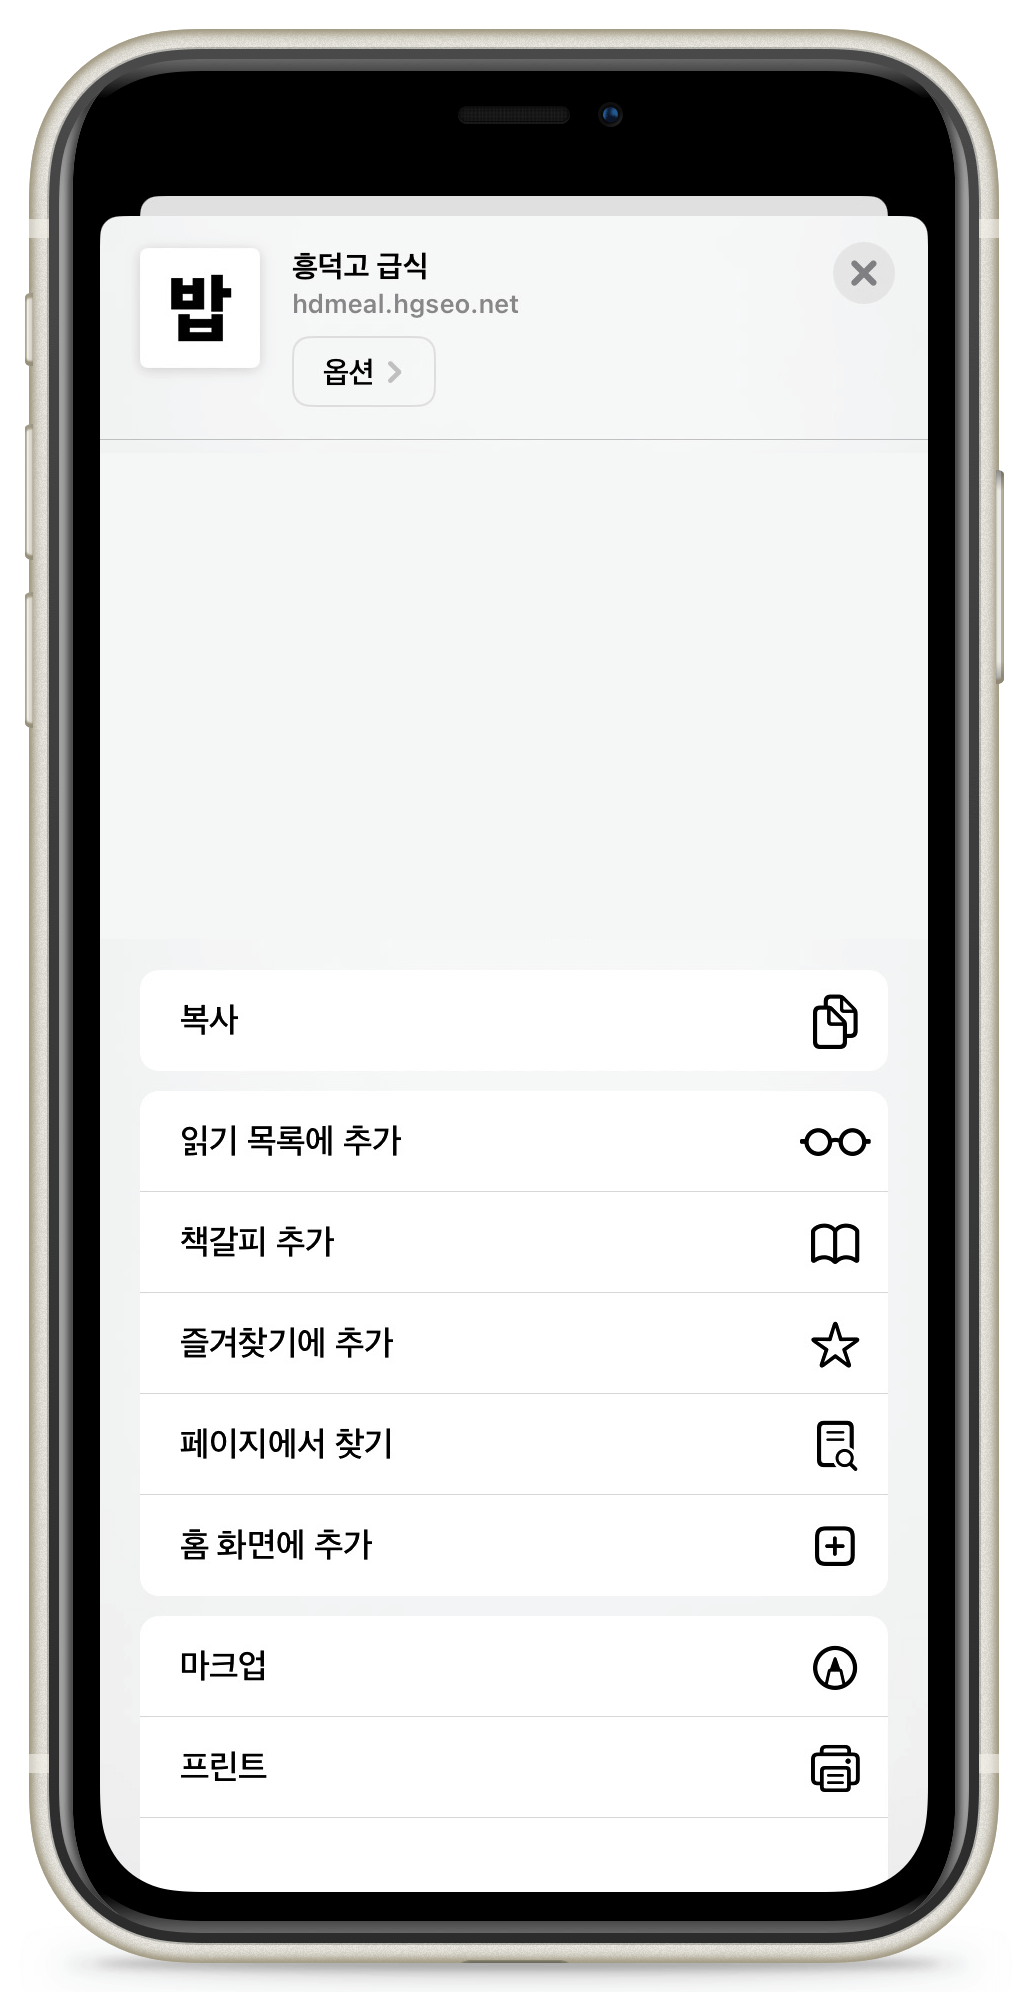 밥
흥덕고 급식
hdmeal.hgseo.net
옵션
복사
읽기 목록에 추가
책갈피 추가
즐겨찾기에 추가
페이지에서 찾기
홈 화면에 추가
마크업
프린트